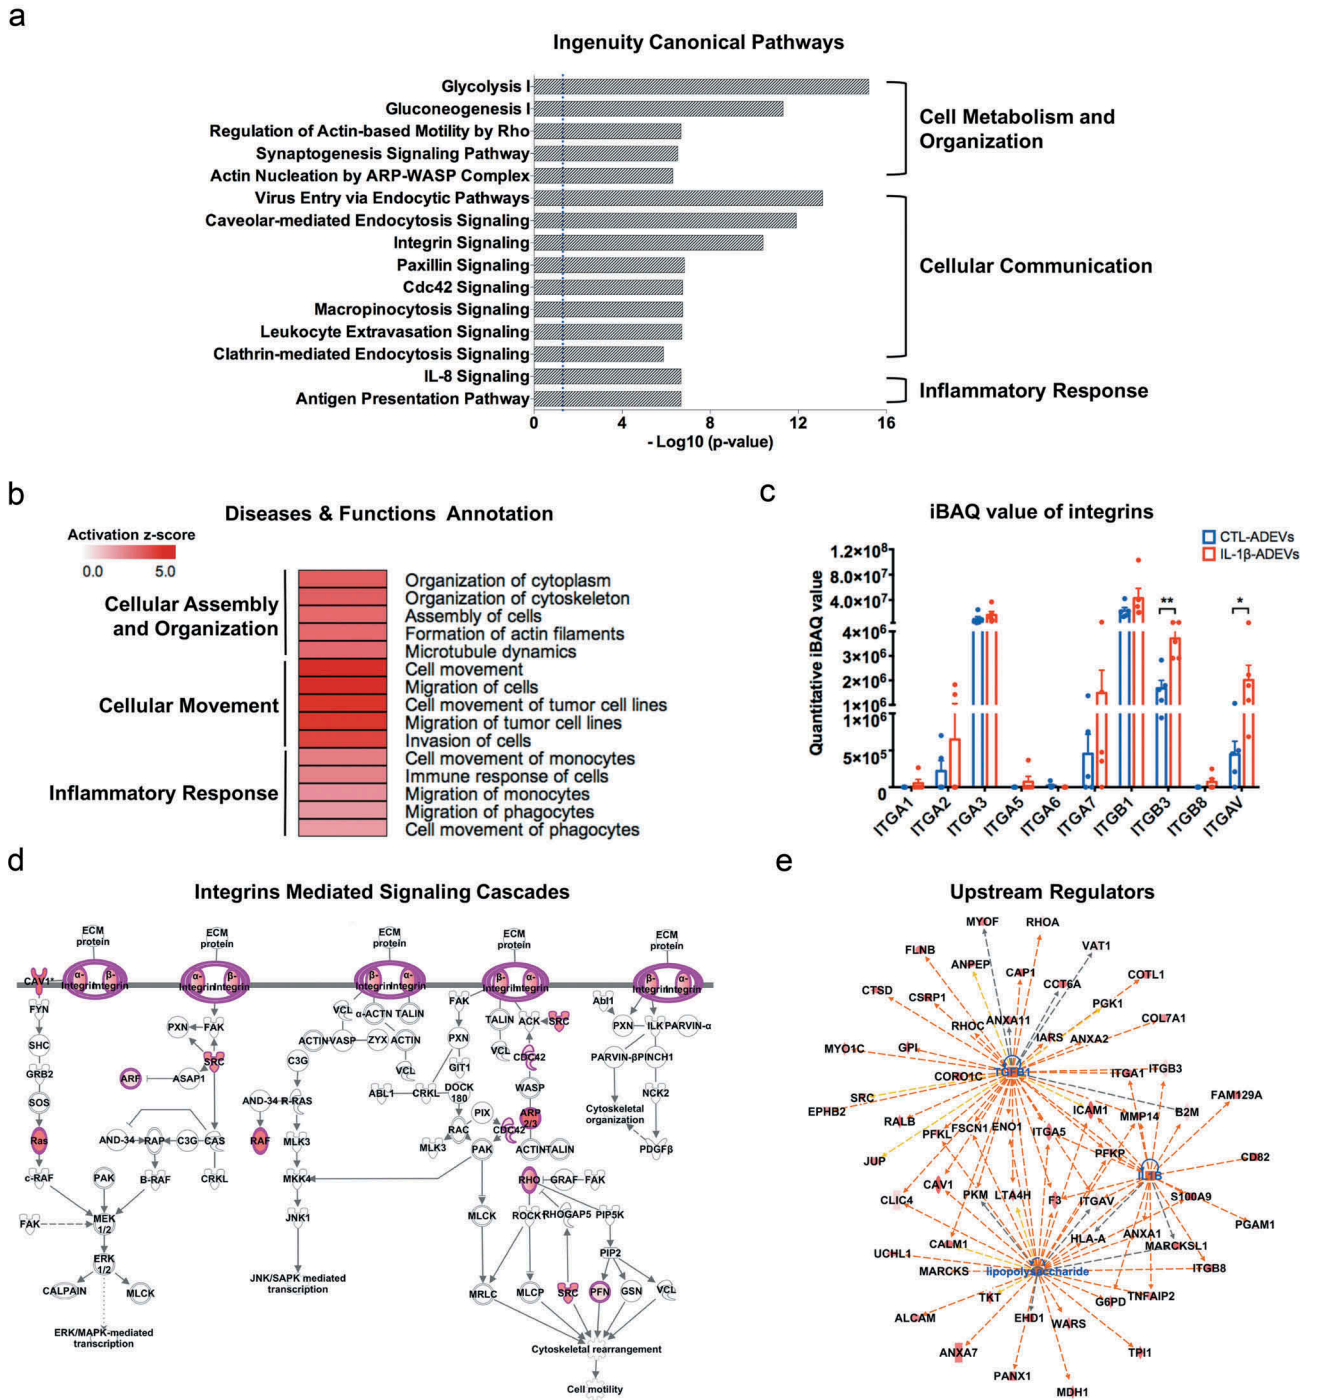 a
Ingenuity Canonical Pathways
Glycolysis I
Gluconeogenesis I
Regulation of Actin-based Motility by Rho
Synaptogenesis Signaling Pathway
Actin Nucleation by ARP-WASP Complex
Virus Entry via Endocytic Pathways
Caveolar-mediated Endocytosis Signaling
Integrin Signaling
Paxillin Signaling
Cdc42 Signaling
Macropinocytosis Signaling
Leukocyte Extravasation Signaling
Clathrin-mediated Endocytosis Signaling
IL-8 Signaling
Antigen Presentation Pathway
Cell Metabolism and
Organization
Cellular Communication
Inflammatory Response
0 4 8 12 16
- Log10 (p-value)
b
Diseases & Functions Annotation
Activation z-score
0.0 5.0
Cellular Assembly
and Organization
Cellular Movement
Inflammatory Response
Organization of cytoplasm
Organization of cytoskeleton
Assembly of cells
Formation of actin filaments
Microtubule dynamics
Cell movement
Migration of cells
Cell movement of tumor cell lines
Migration of tumor cell lines
Invasion of cells
Cell movement of monocytes
Immune response of cells
Migration of monocytes
Migration of phagocytes
Cell movement of phagocytes
c
iBAQ value of integrins
CTL-ADEVs
IL-1β-ADEVs
Quantitative iBAQ value
1.2×10⁸
8.0×10⁷
4.0×10⁷
4×10⁶
3×10⁶
2×10⁶
1×10⁶
1×10⁶
5×10⁵
0
** *
ITGA1 ITGA2 ITGA3 ITGA5 ITGA6 ITGA7 ITGB1 ITGB3 ITGB8 ITGAV
d
Integrins Mediated Signaling Cascades
ECM protein ECM protein ECM protein ECM protein ECM protein
CAV1* α-Integrin β-Integrin α-Integrin β-Integrin β-Integrin α-Integrin β-Integrin α-Integrin β-Integrin α-Integrin
FYN PXN FAK VCL α-ACTN TALIN FAK TALIN ACK SRC Abl1 PXN ILK PARVIN-α
SHC SRC ACTIN VASP ZYX ACTIN PXN VCL CDC42 PARVIN-β PINCH1
GRB2 ARF ASAP1 C3G VCL GIT1 WASP NCK2
SOS AND-34 R-RAS ABL1 CRKL DOCK 180 ARP 2/3 Cytoskeletal organization
Ras AND-34 RAP C3G CAS RAF MLK3 MLK3 RAC PIX CDC42 PAK ACTIN TALIN PDGFβ
c-RAF PAK B-RAF CRKL MKK4 RHO GRAF FAK
FAK MEK 1/2 JNK1 MLCK ROCK RHOGAP5 PIP5K
ERK 1/2 PIP2
CALPAIN MLCK JNK/SAPK mediated transcription MRLC MLCP SRC PFN GSN VCL
ERK/MAPK-mediated transcription
Cytoskeletal rearrangement
Cell motility
e
Upstream Regulators
MYOF RHOA
FLNB VAT1
ANPEP CAP1 COTL1
CTSD CCT6A
CSRP1 PGK1
RHOC ANXA11 COL7A1
MYO1C GPI IARS ANXA2
TGFB1 ITGA1 ITGB3
CORO1C
SRC FAM129A
EPHB2 RALB ICAM1 MMP14 B2M
PFKL FSCN1 ENO1 ITGA5
JUP PFKP CD82
IL1B
CLIC4 CAV1 PKM LTA4H F3 ITGAV S100A9
PGAM1
CALM1 HLA-A ANXA1 MARCKSL1
UCHL1
MARCKS lipopolysaccharide ITGB8
TKT G6PD TNFAIP2
ALCAM EHD1 WARS
ANXA7 TPI1
PANX1
MDH1